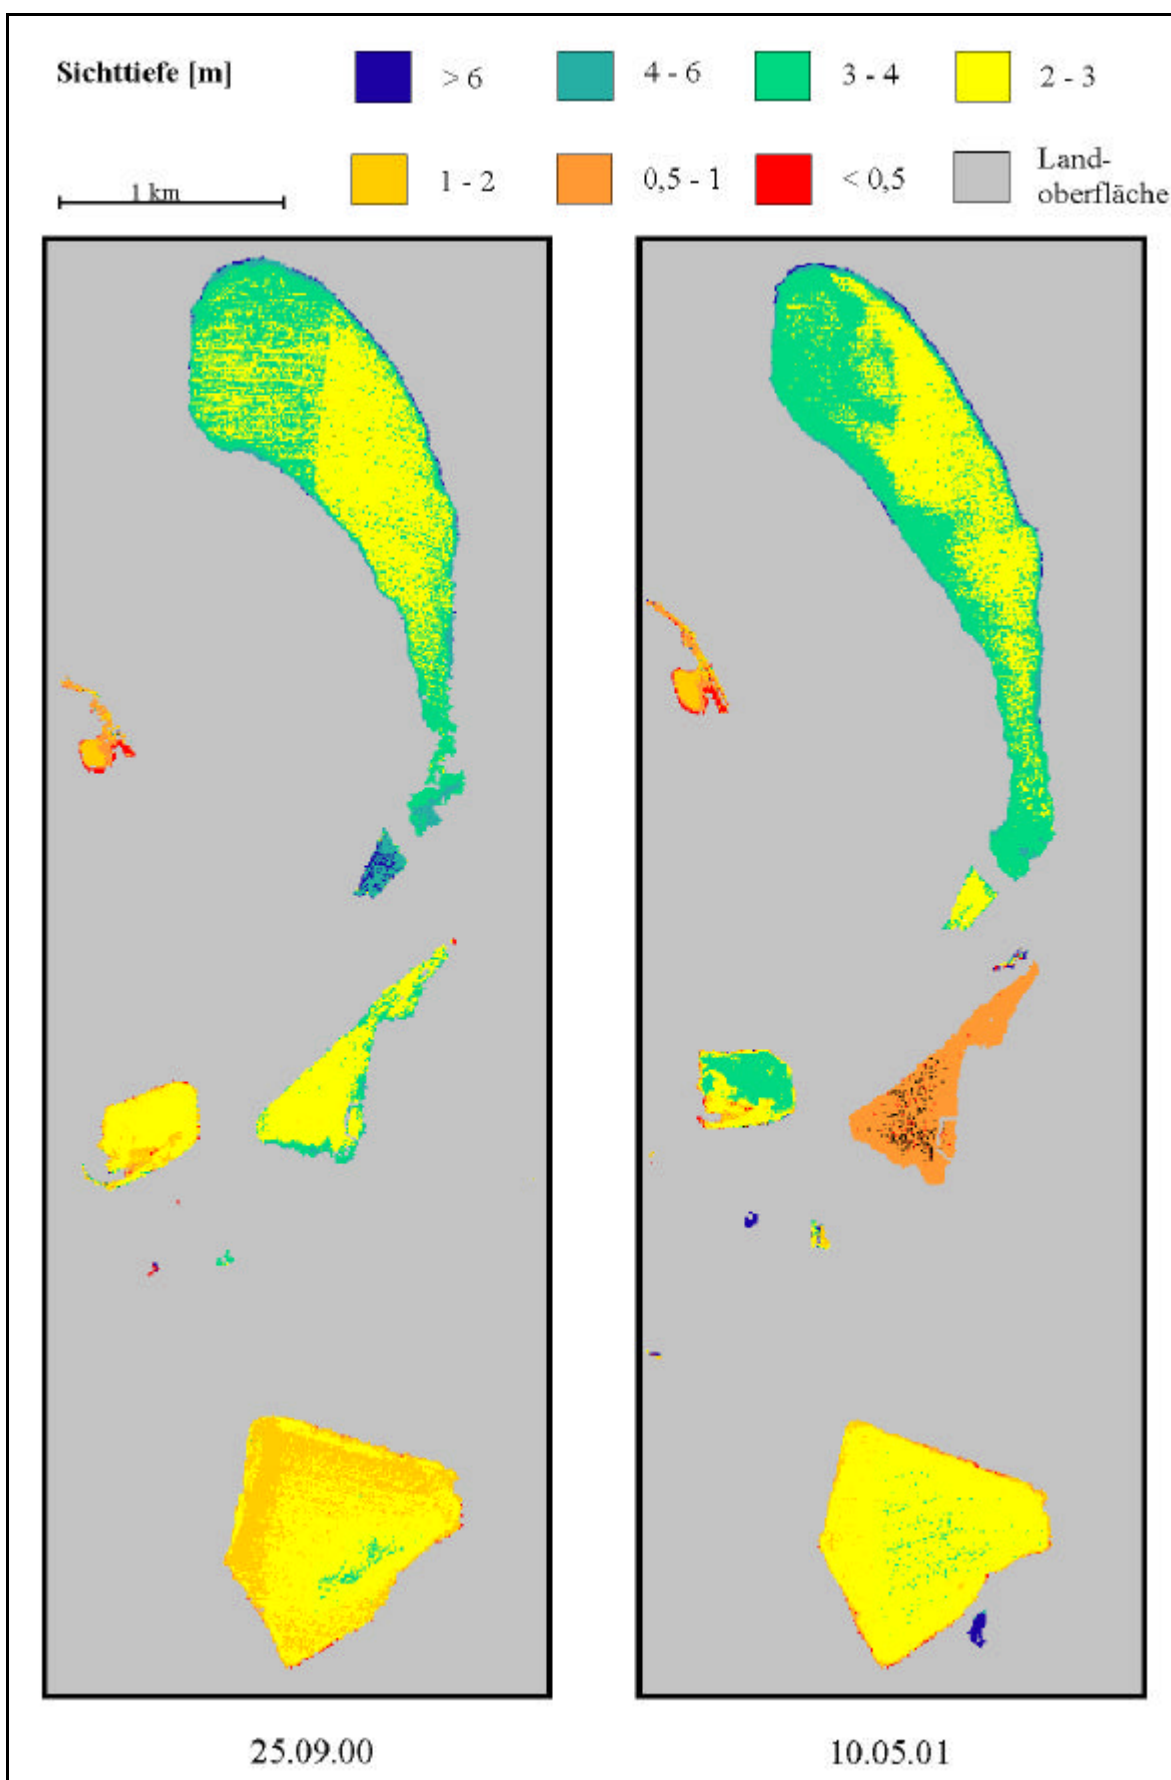 Sichttiefe [m]
> 6
4 - 6
3 - 4
2 - 3
1 km
1 - 2
0,5 - 1
< 0,5
Land-
oberfläche
25.09.00
10.05.01